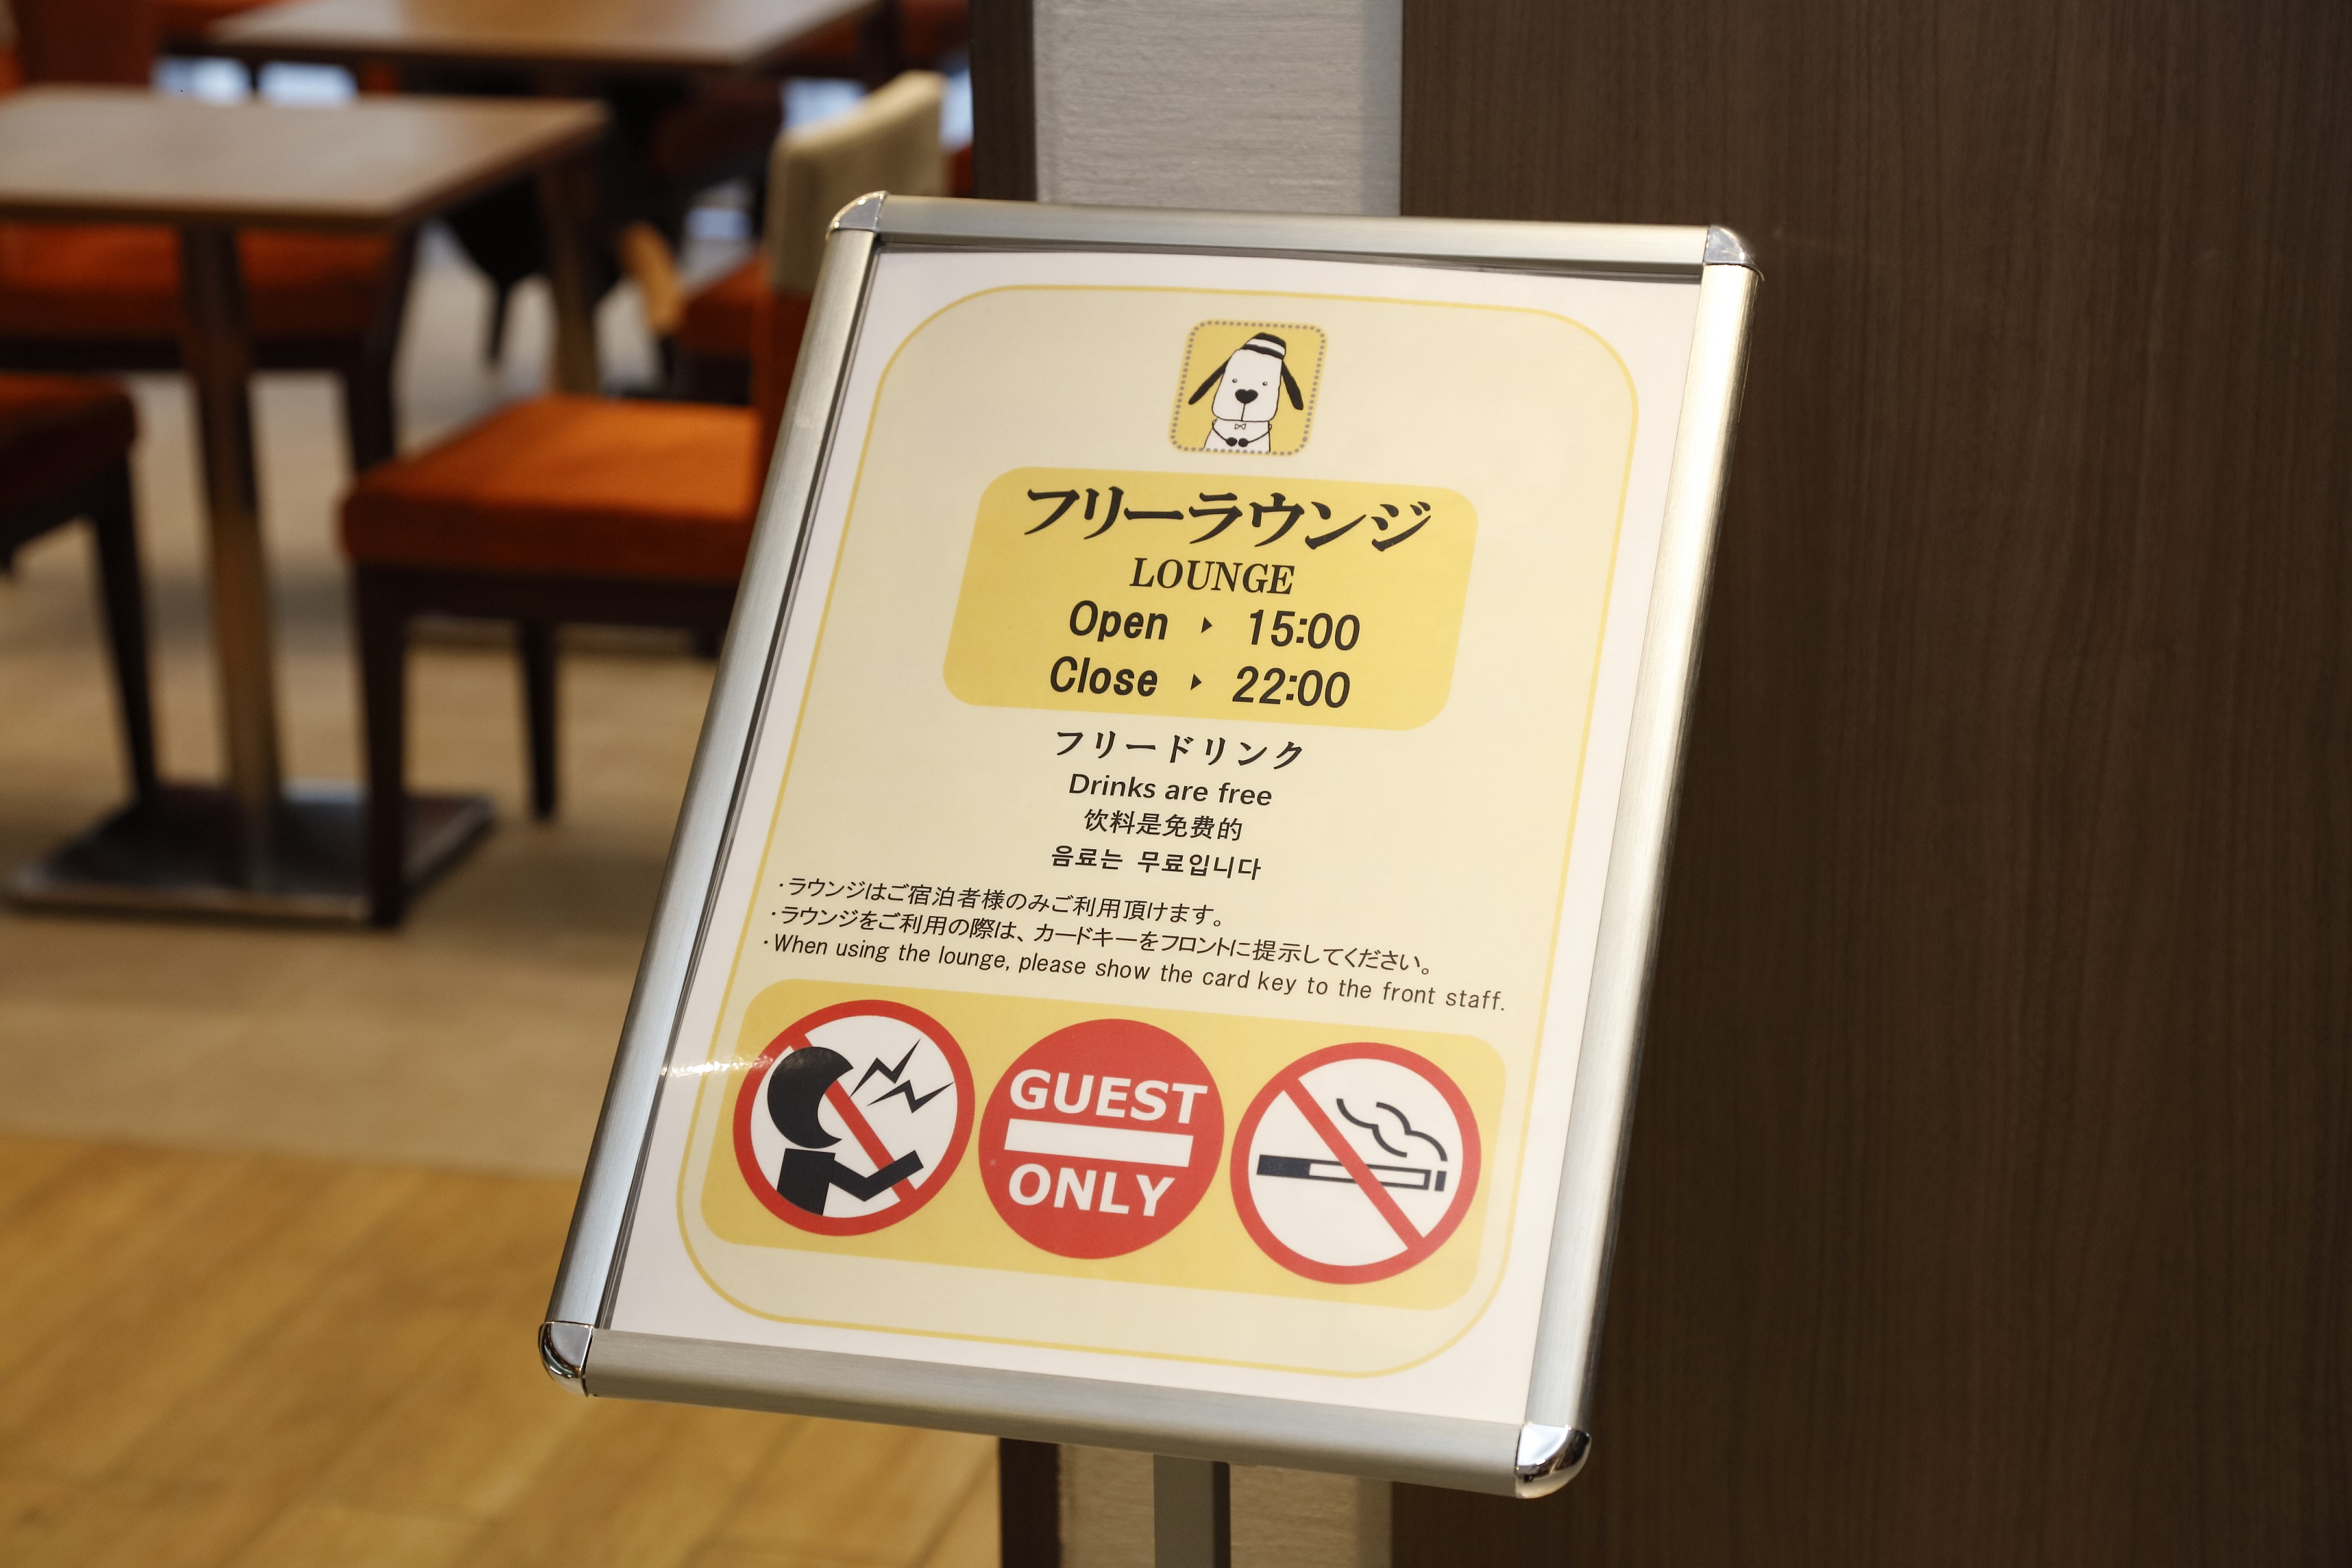 フリーラウンジ
LOUNGE
Open ▸ 15:00
Close ▸ 22:00
フリードリンク
Drinks are free
饮料是免费的
음료는 무료입니다
・ラウンジはご宿泊者様のみご利用頂けます。
・ラウンジをご利用の際は、カードキーをフロントに提示してください。
・When using the lounge, please show the card key to the front staff.
GUEST
ONLY